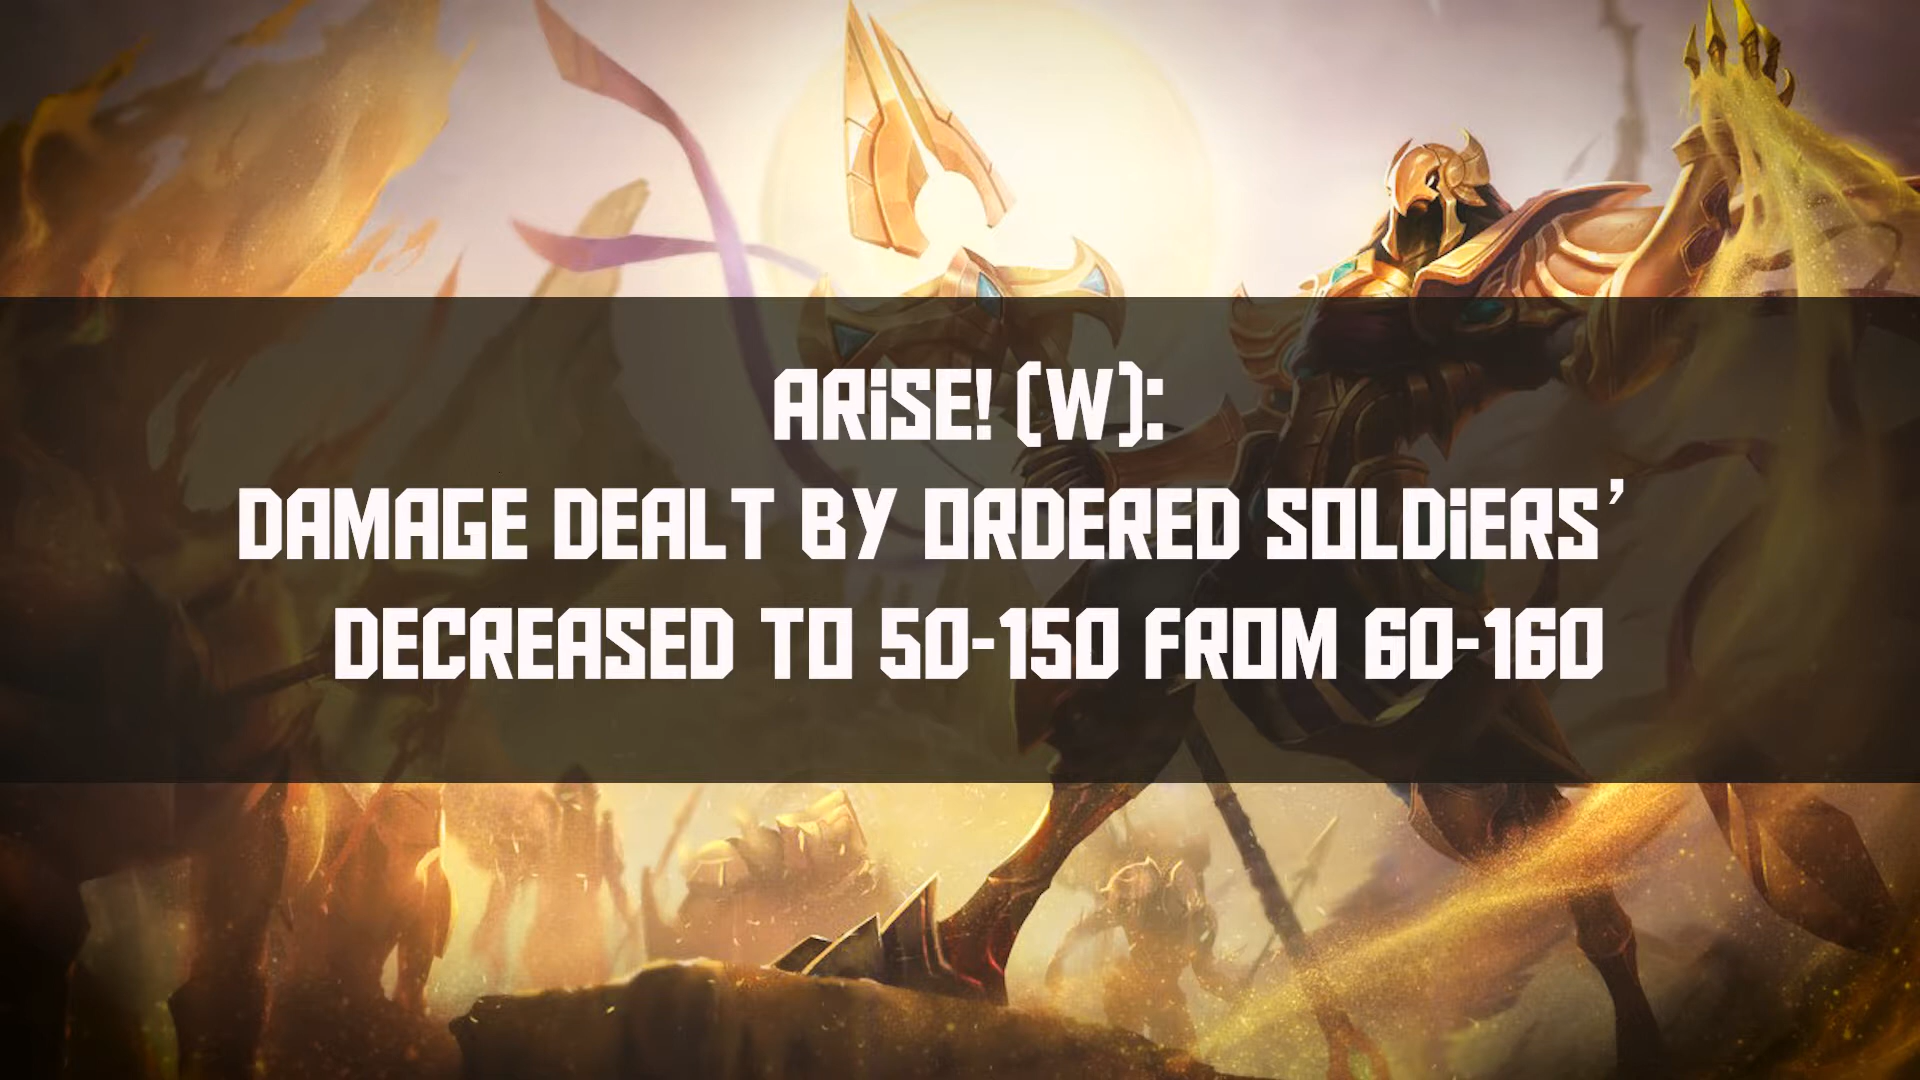 ARiSE! (W):
DAMAGE DEALT BY ORDERED SOLDiERS’
DECREASED TO 50-150 FROM 60-160